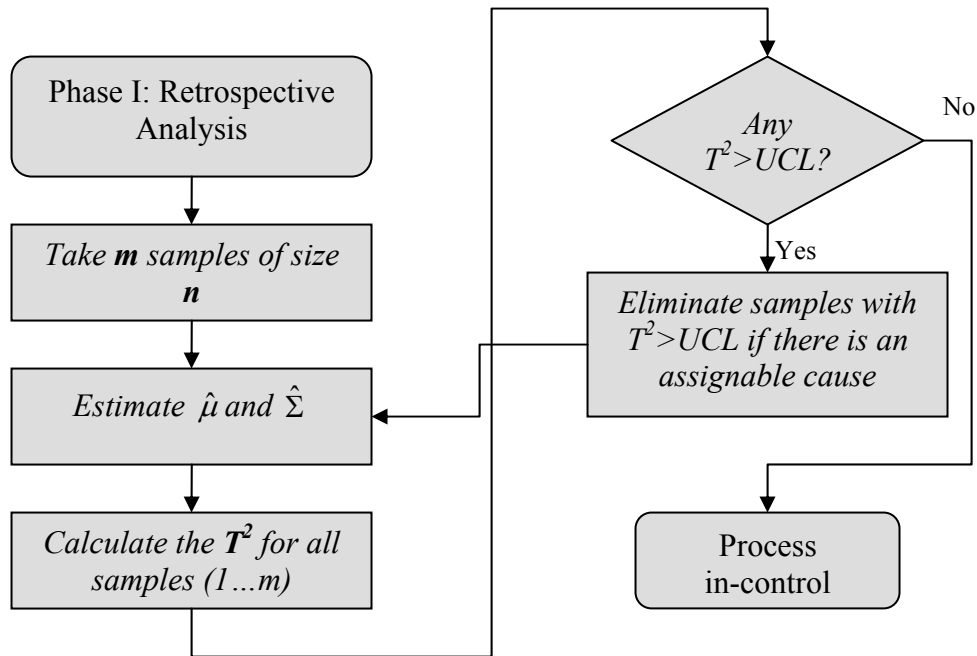 Phase I: Retrospective
Analysis
Take m samples of size
n
Estimate μ̂ and Σ̂
Calculate the T² for all
samples (1…m)
Any
T²>UCL?
No
Yes
Eliminate samples with
T²>UCL if there is an
assignable cause
Process
in-control